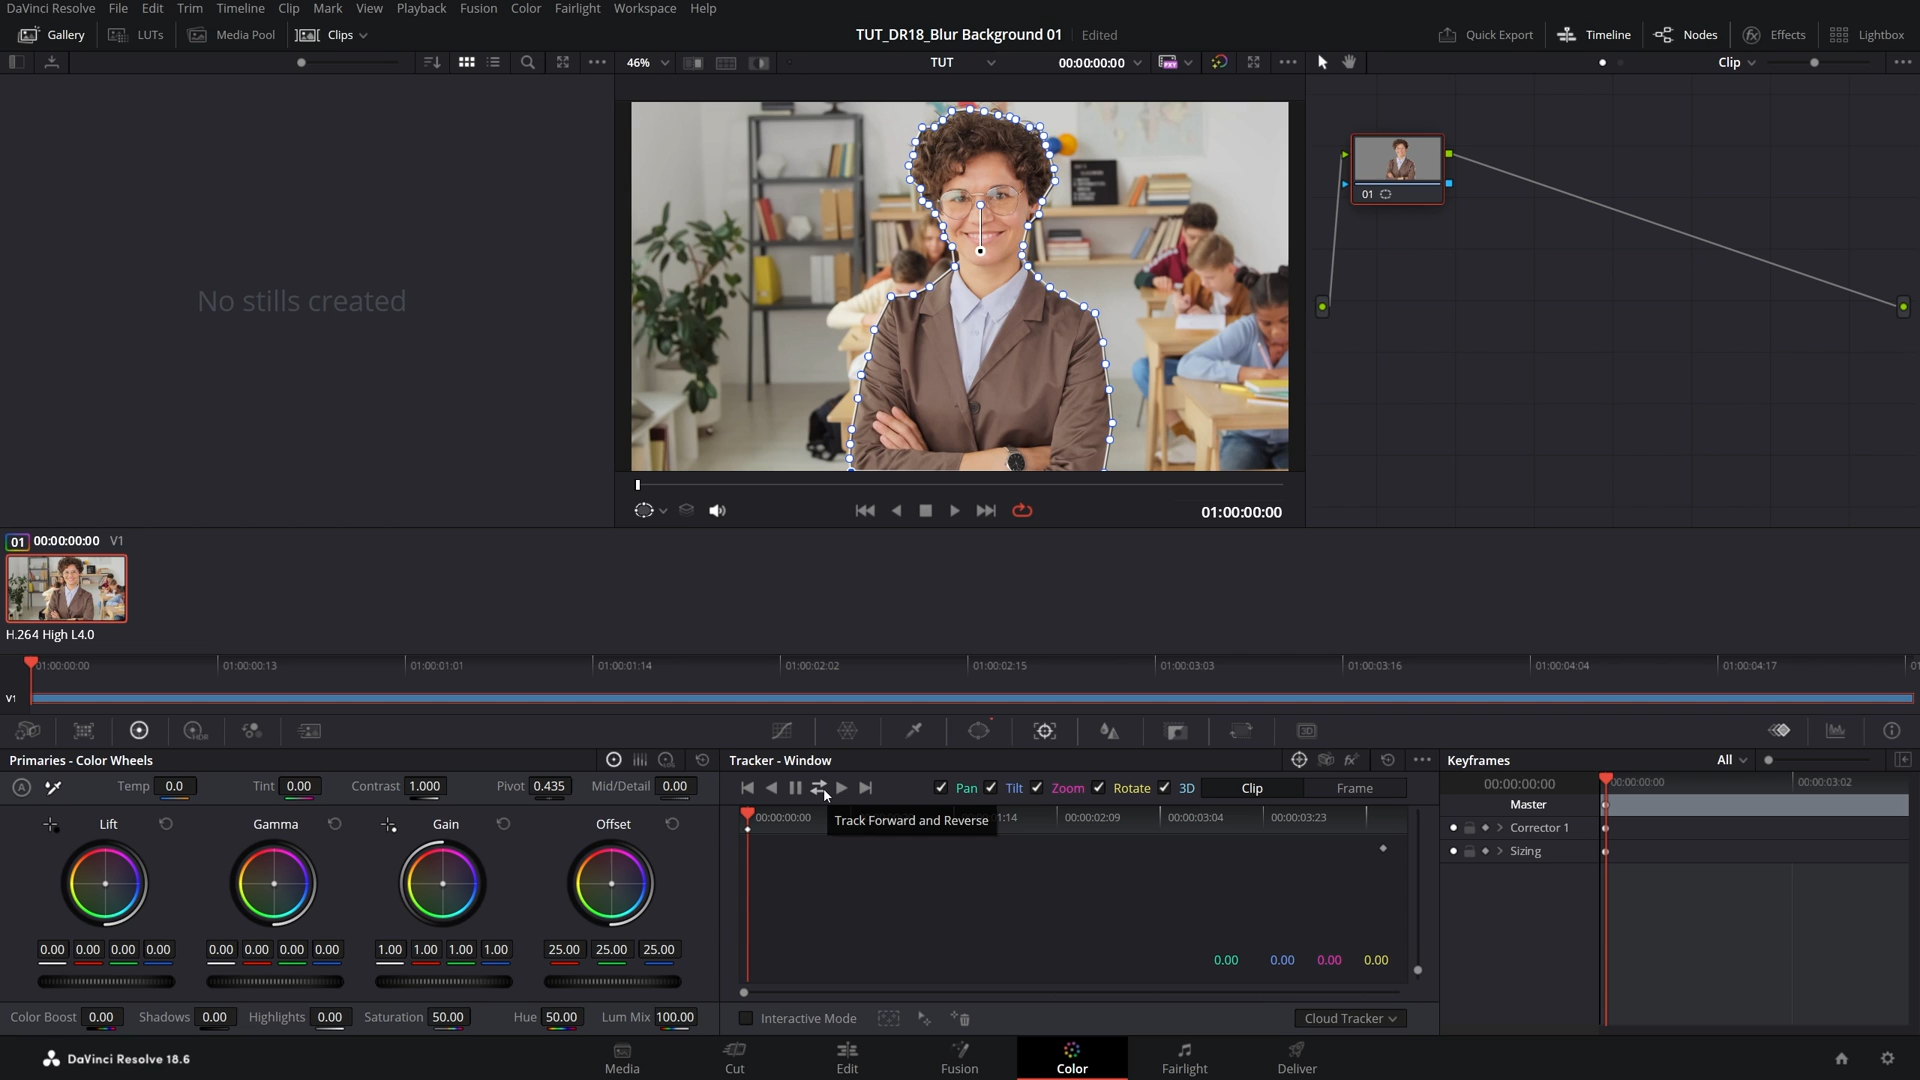 DaVinci Resolve File Edit Trim Timeline Clip Mark View Playback Fusion Color Fairlight Workspace Help
Gallery LUTs Media Pool Clips TUT_DR18_Blur Background 01 Edited Quick Export Timeline Nodes Effects Lightbox
46% TUT 00:00:00:00 Clip
01
No stills created
01:00:00:00
01 00:00:00:00 V1
H.264 High L4.0
01:00:00:00 01:00:00:13 01:00:01:01 01:00:01:14 01:00:02:02 01:00:02:15 01:00:03:03 01:00:03:16 01:00:04:04 01:00:04:17 01
V1
HDR 3D
Primaries - Color Wheels Tracker - Window Keyframes All
Temp 0.0 Tint 0.00 Contrast 1.000 Pivot 0.435 Mid/Detail 0.00
Pan Tilt Zoom Rotate 3D Clip Frame
00:00:00:00 00:00:00:00 00:00:03:02
Master
Lift Gamma Gain Offset
00:00:00:00 Track Forward and Reverse 1:14 00:00:02:09 00:00:03:04 00:00:03:23
Corrector 1
Sizing
0.00 0.00 0.00 0.00 0.00 0.00 0.00 0.00 1.00 1.00 1.00 1.00 25.00 25.00 25.00
0.00 0.00 0.00 0.00
Color Boost 0.00 Shadows 0.00 Highlights 0.00 Saturation 50.00 Hue 50.00 Lum Mix 100.00
Interactive Mode Cloud Tracker
DaVinci Resolve 18.6
Media Cut Edit Fusion Color Fairlight Deliver